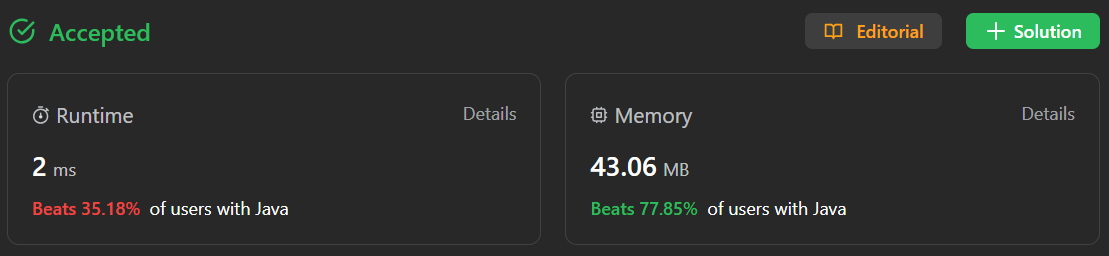 Accepted
Editorial
Solution
Runtime
Details
2 ms
Beats 35.18% of users with Java
Memory
Details
43.06 MB
Beats 77.85% of users with Java